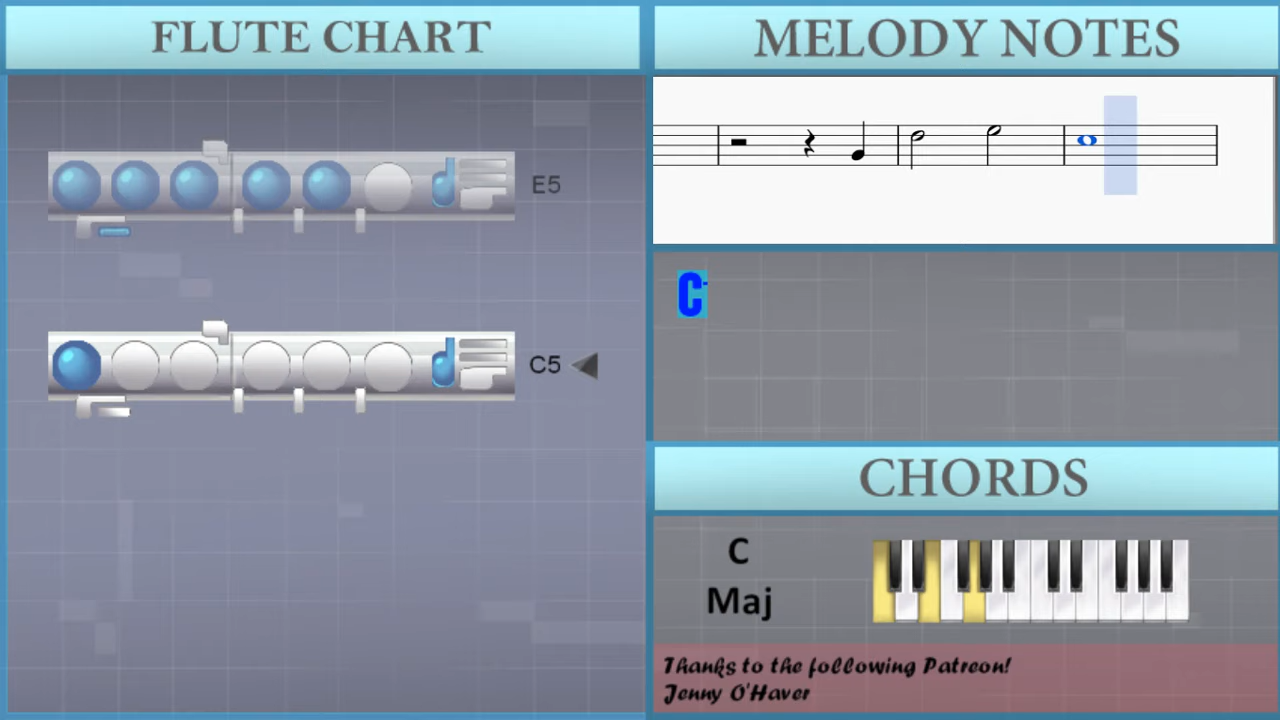 FLUTE CHART
E5
C5
MELODY NOTES
C
CHORDS
C
Maj
Thanks to the following Patreon!
Jenny O'Haver